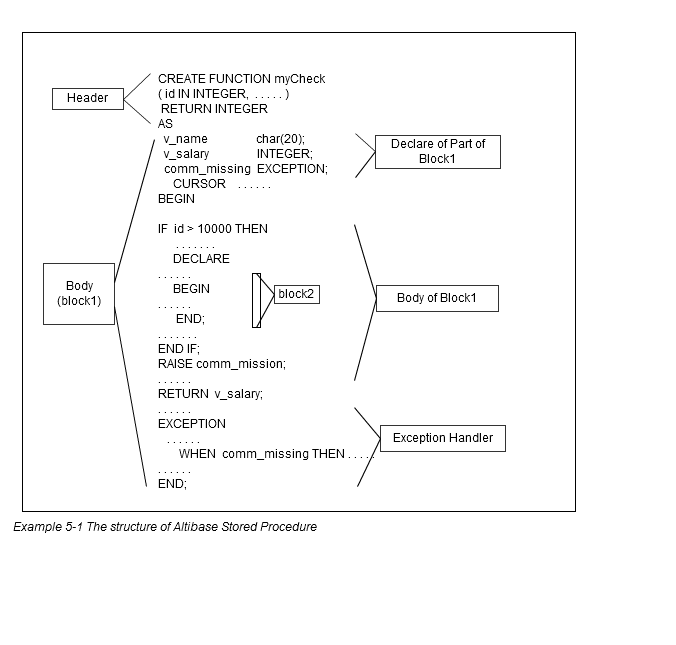 CREATE FUNCTION myCheck
Header
( id IN INTEGER, . . . . . )
RETURN INTEGER
AS
v_name char(20);
Declare of Part of
Block1
v_salary INTEGER;
comm_missing EXCEPTION;
CURSOR . . . . . .
BEGIN
IF id > 10000 THEN
. . . . . . .
DECLARE
. . . . . .
Body
(block1)
BEGIN
block2
Body of Block1
. . . . . .
END;
. . . . . . .
END IF;
RAISE comm_mission;
. . . . . .
RETURN v_salary;
. . . . . .
EXCEPTION
Exception Handler
. . . . . .
WHEN comm_missing THEN . . . . .
. . . . . .
END;
Example 5-1 The structure of Altibase Stored Procedure